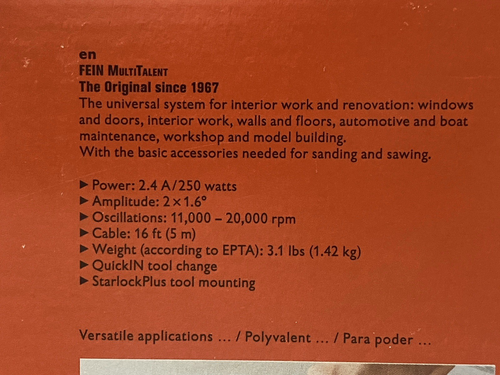 en
FEIN MULTITALENT
The Original since 1967
The universal system for interior work and renovation: windows
and doors, interior work, walls and floors, automotive and boat
maintenance, workshop and model building.
With the basic accessories needed for sanding and sawing.
▶ Power: 2.4 A/250 watts
▶ Amplitude: 2 × 1.6°
▶ Oscillations: 11,000 – 20,000 rpm
▶ Cable: 16 ft (5 m)
▶ Weight (according to EPTA): 3.1 lbs (1.42 kg)
▶ QuickIN tool change
▶ StarlockPlus tool mounting
Versatile applications ... / Polyvalent ... / Para poder ...